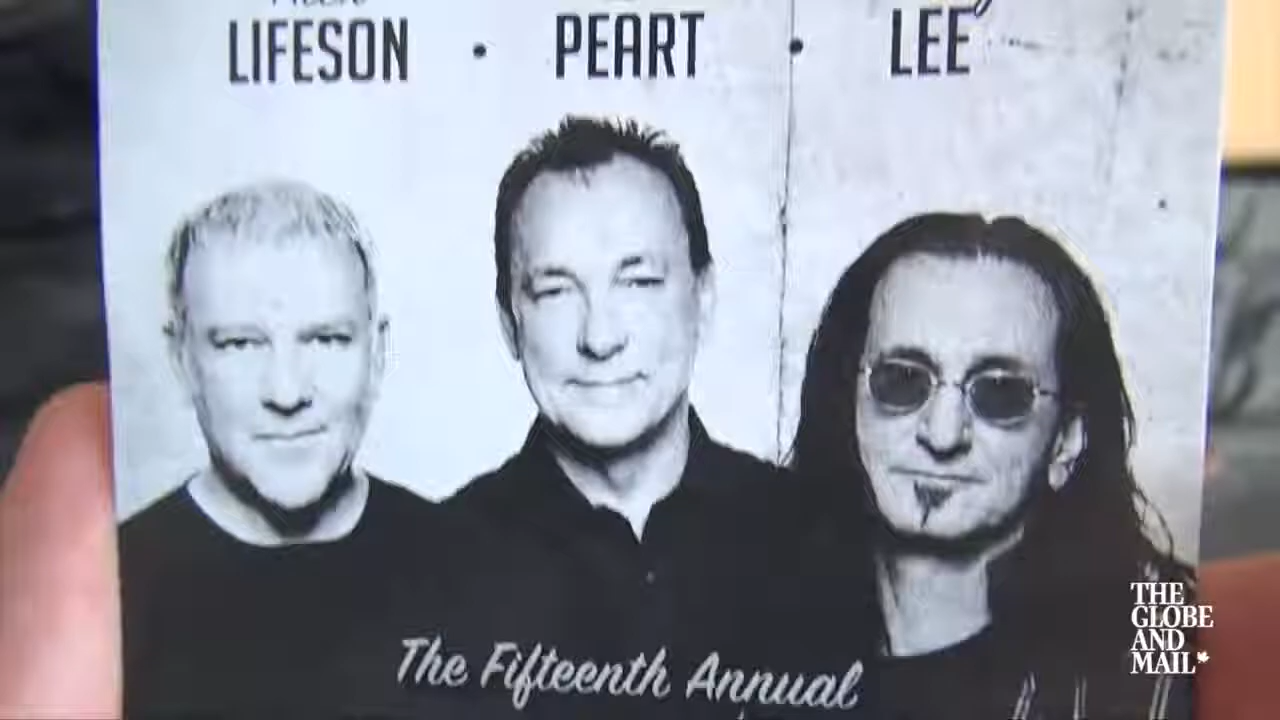 LIFESON • PEART • LEE
The Fifteenth Annual
THE
GLOBE
AND
MAIL